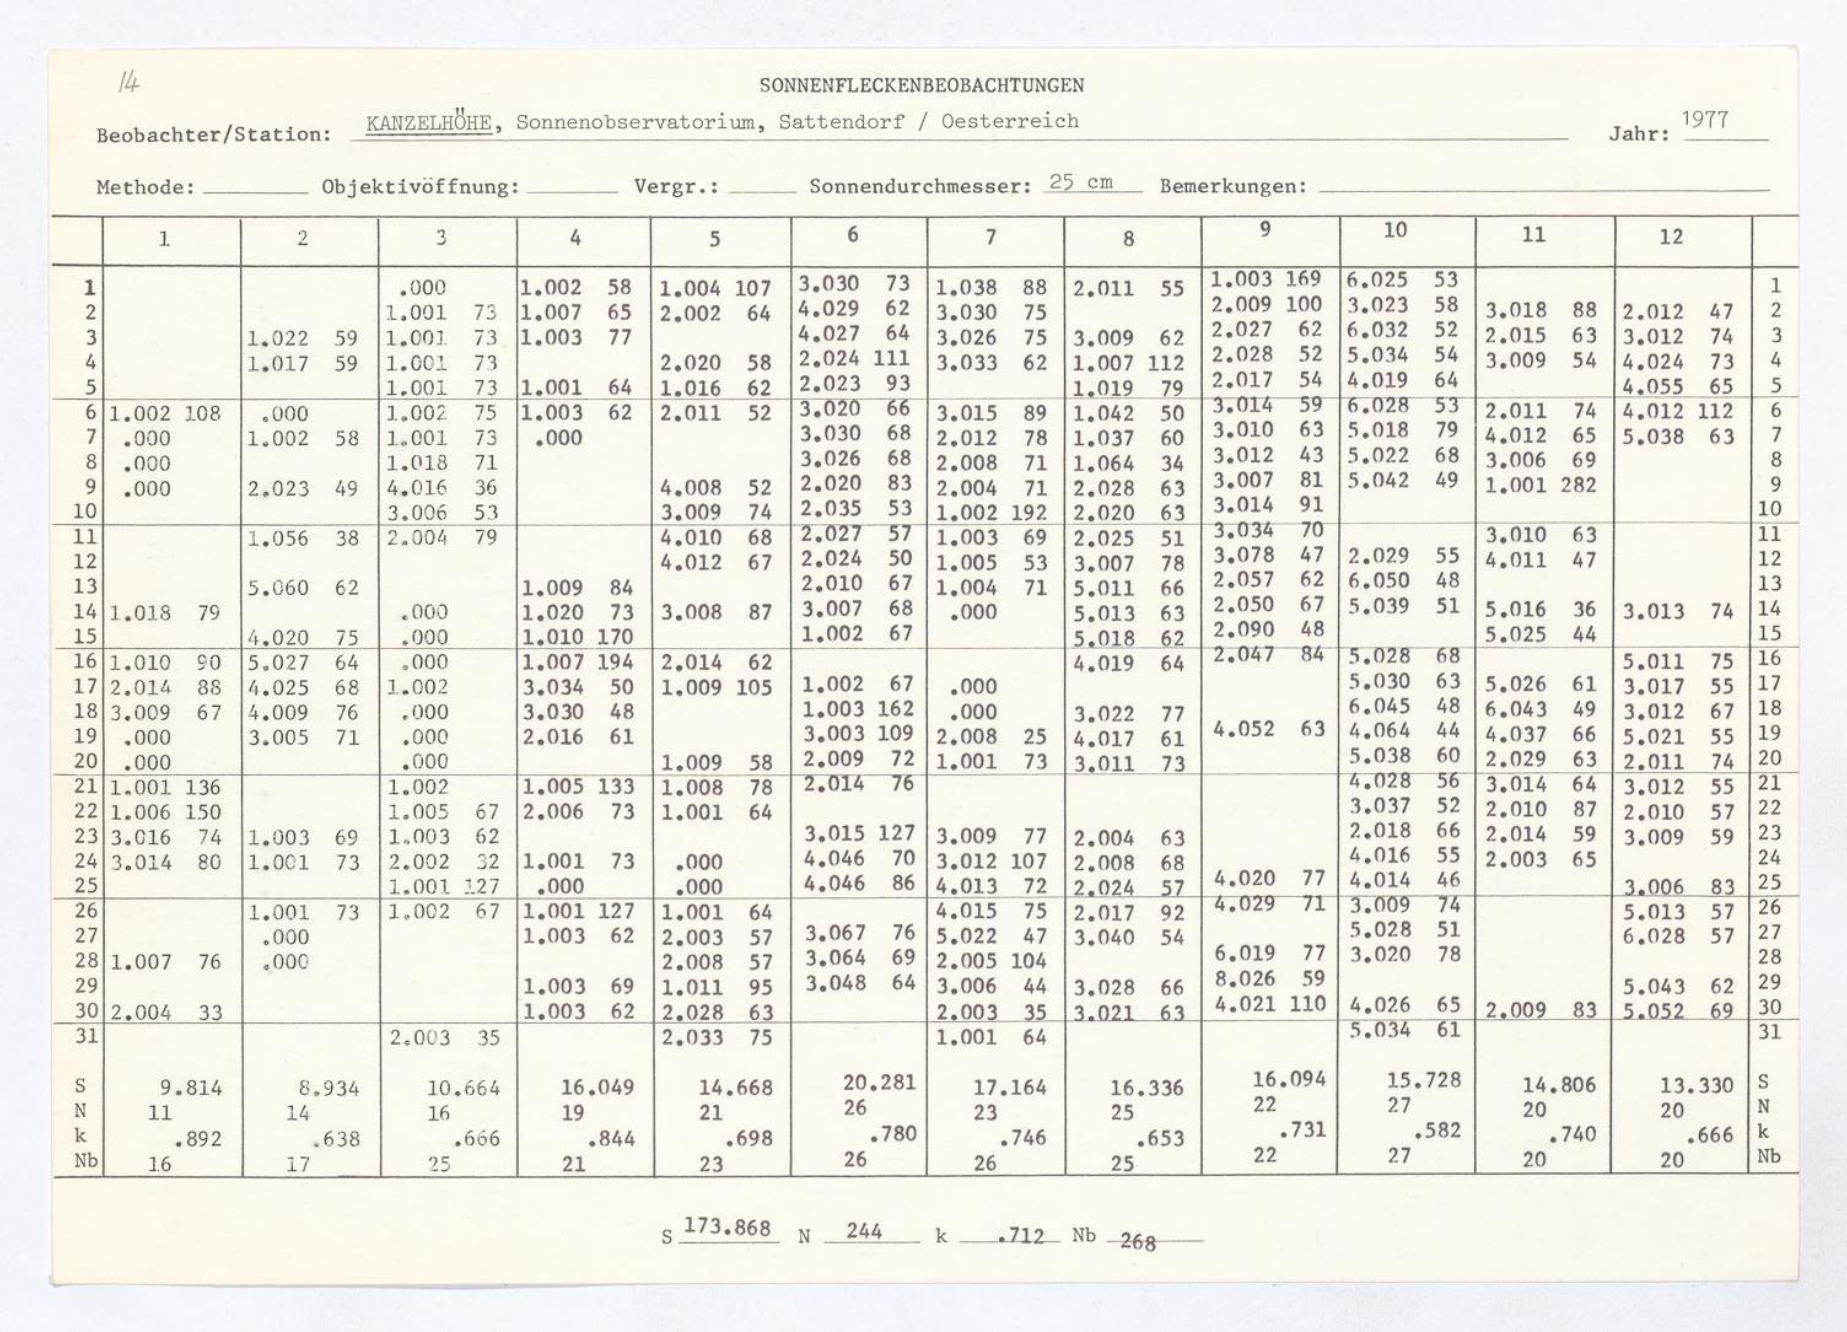 14
SONNENFLECKENBEOBACHTUNGEN
Beobachter/Station: KANZELHÖHE, Sonnenobservatorium, Sattendorf / Oesterreich Jahr: 1977
Methode: Objektivöffnung: Vergr.: Sonnendurchmesser: 25 cm Bemerkungen:
1 2 3 4 5 6 7 8 9 10 11 12
1 .000 1.002 58 1.004 107 3.030 73 1.038 88 2.011 55 1.003 169 6.025 53 1
2 1.001 73 1.007 65 2.002 64 4.029 62 3.030 75 2.009 100 3.023 58 3.018 88 2.012 47 2
3 1.022 59 1.001 73 1.003 77 4.027 64 3.026 75 3.009 62 2.027 62 6.032 52 2.015 63 3.012 74 3
4 1.017 59 1.001 73 2.020 58 2.024 111 3.033 62 1.007 112 2.028 52 5.034 54 3.009 54 4.024 73 4
5 1.001 73 1.001 64 1.016 62 2.023 93 1.019 79 2.017 54 4.019 64 4.055 65 5
6 1.002 108 .000 1.002 75 1.003 62 2.011 52 3.020 66 3.015 89 1.042 50 3.014 59 6.028 53 2.011 74 4.012 112 6
7 .000 1.002 58 1.001 73 .000 3.030 68 2.012 78 1.037 60 3.010 63 5.018 79 4.012 65 5.038 63 7
8 .000 1.018 71 3.026 68 2.008 71 1.064 34 3.012 43 5.022 68 3.006 69 8
9 .000 2.023 49 4.016 36 4.008 52 2.020 83 2.004 71 2.028 63 3.007 81 5.042 49 1.001 282 9
10 3.006 53 3.009 74 2.035 53 1.002 192 2.020 63 3.014 91 10
11 1.056 38 2.004 79 4.010 68 2.027 57 1.003 69 2.025 51 3.034 70 3.010 63 11
12 4.012 67 2.024 50 1.005 53 3.007 78 3.078 47 2.029 55 4.011 47 12
13 5.060 62 1.009 84 2.010 67 1.004 71 5.011 66 2.057 62 6.050 48 13
14 1.018 79 .000 1.020 73 3.008 87 3.007 68 .000 5.013 63 2.050 67 5.039 51 5.016 36 3.013 74 14
15 4.020 75 .000 1.010 170 1.002 67 5.018 62 2.090 48 5.025 44 15
16 1.010 90 5.027 64 .000 1.007 194 2.014 62 4.019 64 2.047 84 5.028 68 5.011 75 16
17 2.014 88 4.025 68 1.002 3.034 50 1.009 105 1.002 67 .000 5.030 63 5.026 61 3.017 55 17
18 3.009 67 4.009 76 .000 3.030 48 1.003 162 .000 3.022 77 6.045 48 6.043 49 3.012 67 18
19 .000 3.005 71 .000 2.016 61 3.003 109 2.008 25 4.017 61 4.052 63 4.064 44 4.037 66 5.021 55 19
20 .000 .000 1.009 58 2.009 72 1.001 73 3.011 73 5.038 60 2.029 63 2.011 74 20
21 1.001 136 1.002 1.005 133 1.008 78 2.014 76 4.028 56 3.014 64 3.012 55 21
22 1.006 150 1.005 67 2.006 73 1.001 64 3.037 52 2.010 87 2.010 57 22
23 3.016 74 1.003 69 1.003 62 3.015 127 3.009 77 2.004 63 2.018 66 2.014 59 3.009 59 23
24 3.014 80 1.001 73 2.002 32 1.001 73 .000 4.046 70 3.012 107 2.008 68 4.016 55 2.003 65 24
25 1.001 127 .000 .000 4.046 86 4.013 72 2.024 57 4.020 77 4.014 46 3.006 83 25
26 1.001 73 1.002 67 1.001 127 1.001 64 4.015 75 2.017 92 4.029 71 3.009 74 5.013 57 26
27 .000 1.003 62 2.003 57 3.067 76 5.022 47 3.040 54 5.028 51 6.028 57 27
28 1.007 76 .000 2.008 57 3.064 69 2.005 104 6.019 77 3.020 78 28
29 1.003 69 1.011 95 3.048 64 3.006 44 3.028 66 8.026 59 5.043 62 29
30 2.004 33 1.003 62 2.028 63 2.003 35 3.021 63 4.021 110 4.026 65 2.009 83 5.052 69 30
31 2.003 35 2.033 75 1.001 64 5.034 61 31
S 9.814 8.934 10.664 16.049 14.668 20.281 17.164 16.336 16.094 15.728 14.806 13.330 S
N 11 14 16 19 21 26 23 25 22 27 20 20 N
k .892 .638 .666 .844 .698 .780 .746 .653 .731 .582 .740 .666 k
Nb 16 17 25 21 23 26 26 25 22 27 20 20 Nb
S 173.868 N 244 k .712 Nb 268